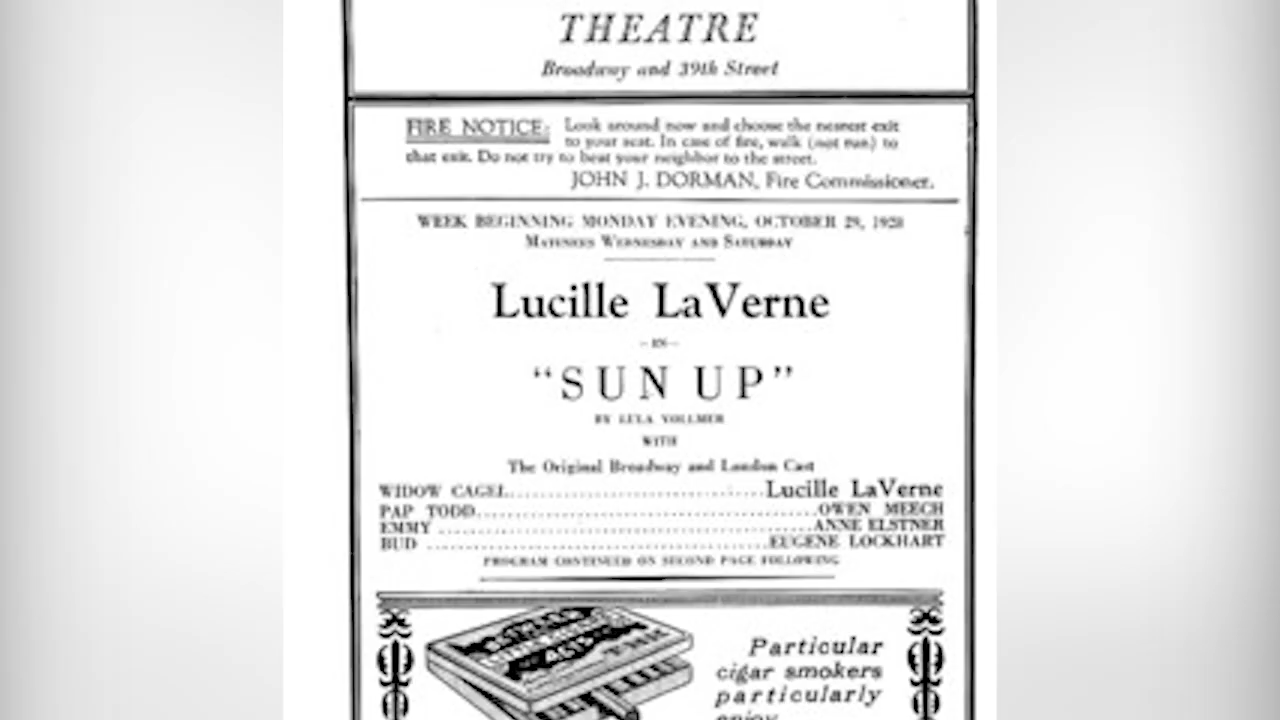 THEATRE
Broadway and 39th Street
FIRE NOTICE: Look around now and choose the nearest exit
to your seat. In case of fire, walk (not run) to
that exit. Do not try to beat your neighbor to the street.
JOHN J. DORMAN, Fire Commissioner.
WEEK BEGINNING MONDAY EVENING, OCTOBER 29, 1928
MATINEES WEDNESDAY AND SATURDAY
Lucille LaVerne
—IN—
"SUN UP"
BY LULA VOLLMER
WITH
The Original Broadway and London Cast
WIDOW CAGEL..........................Lucille LaVerne
PAP TODD..........................OWEN MEECH
EMMY..........................ANNE ELSTNER
BUD..........................EUGENE LOCKHART
PROGRAM CONTINUED ON SECOND PAGE FOLLOWING
Particular
cigar smokers
particularly
enjoy